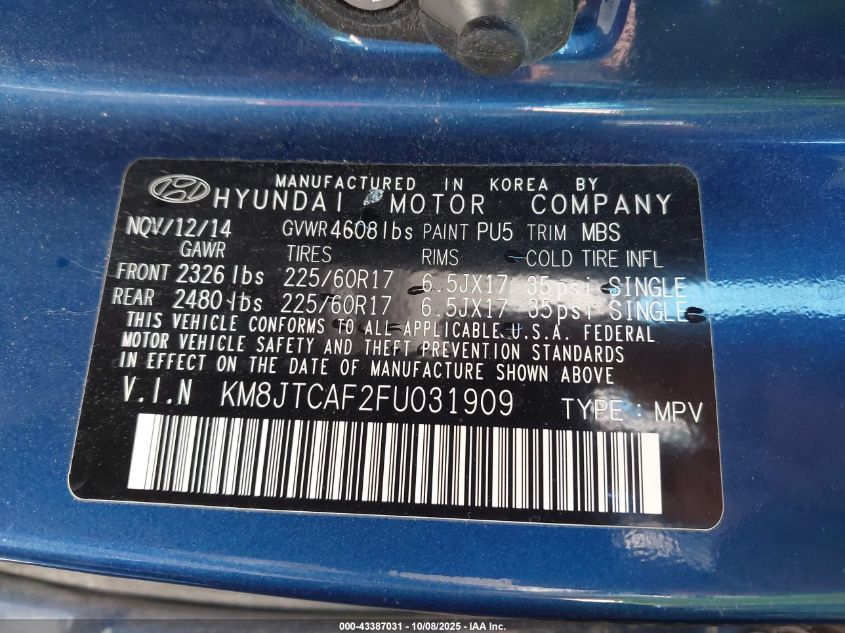 MANUFACTURED IN KOREA BY
HYUNDAI MOTOR COMPANY
NOV/12/14 GVWR 4608 lbs PAINT PU5 TRIM MBS
GAWR TIRES RIMS COLD TIRE INFL
FRONT 2326 lbs 225/60R17 6.5JX17 35psi SINGLE
REAR 2480 lbs 225/60R17 6.5JX17 35psi SINGLE
THIS VEHICLE CONFORMS TO ALL APPLICABLE U.S.A. FEDERAL
MOTOR VEHICLE SAFETY AND THEFT PREVENTION STANDARDS
IN EFFECT ON THE DATE OF MANUFACTURE SHOWN ABOVE
V.I.N KM8JTCAF2FU031909 TYPE : MPV
000-43387031 - 10/08/2025 - IAA Inc.